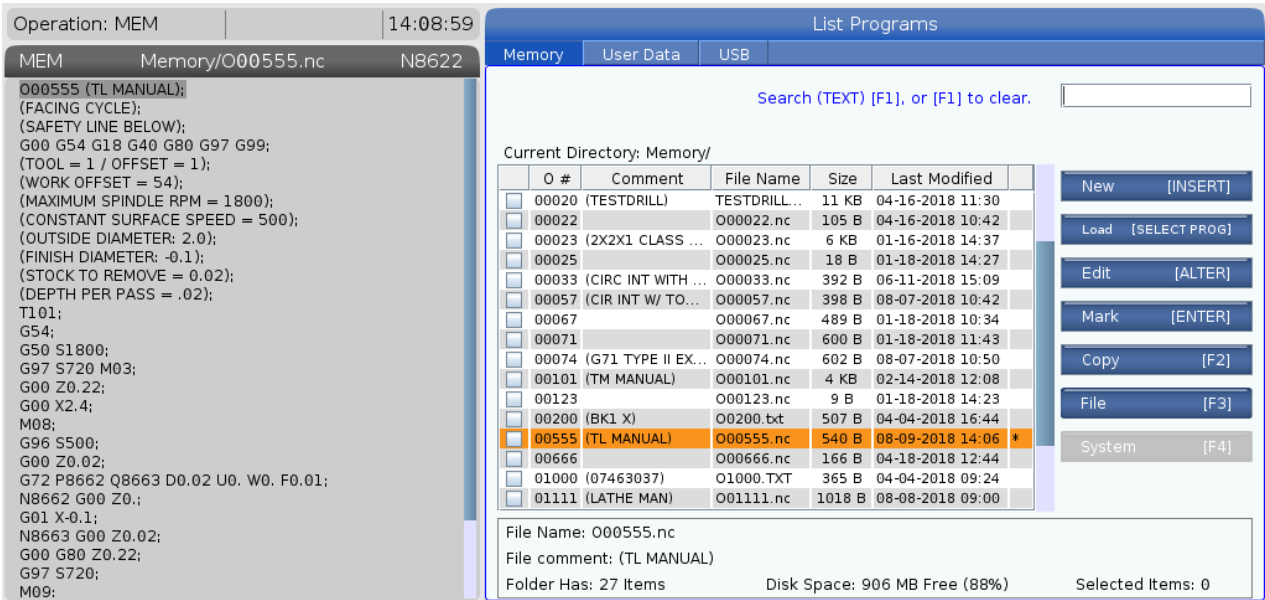 Operation: MEM 14:08:59
MEM Memory/O00555.nc N8622
O00555 (TL MANUAL);
(FACING CYCLE);
(SAFETY LINE BELOW);
G00 G54 G18 G40 G80 G97 G99;
(TOOL = 1 / OFFSET = 1);
(WORK OFFSET = 54);
(MAXIMUM SPINDLE RPM = 1800);
(CONSTANT SURFACE SPEED = 500);
(OUTSIDE DIAMETER: 2.0);
(FINISH DIAMETER: -0.1);
(STOCK TO REMOVE = 0.02);
(DEPTH PER PASS = .02);
T101;
G54;
G50 S1800;
G97 S720 M03;
G00 Z0.22;
G00 X2.4;
M08;
G96 S500;
G00 Z0.02;
G72 P8662 Q8663 D0.02 U0. W0. F0.01;
N8662 G00 Z0.;
G01 X-0.1;
N8663 G00 Z0.02;
G00 G80 Z0.22;
G97 S720;
M09;
List Programs
Memory User Data USB
Search (TEXT) [F1], or [F1] to clear.
Current Directory: Memory/
O # Comment File Name Size Last Modified
00020 (TESTDRILL) TESTDRILL... 11 KB 04-16-2018 11:30
00022 O00022.nc 105 B 04-16-2018 10:42
00023 (2X2X1 CLASS ... O00023.nc 6 KB 01-16-2018 14:37
00025 O00025.nc 18 B 01-18-2018 14:27
00033 (CIRC INT WITH ... O00033.nc 392 B 06-11-2018 15:09
00057 (CIR INT W/ TO... O00057.nc 398 B 08-07-2018 10:42
00067 O00067.nc 489 B 01-18-2018 10:34
00071 O00071.nc 600 B 01-18-2018 11:43
00074 (G71 TYPE II EX... O00074.nc 602 B 08-07-2018 10:50
00101 (TM MANUAL) O00101.nc 4 KB 02-14-2018 12:08
00123 O00123.nc 9 B 01-18-2018 14:23
00200 (BK1 X) O0200.txt 507 B 04-04-2018 16:44
00555 (TL MANUAL) O00555.nc 540 B 08-09-2018 14:06 *
00666 O00666.nc 166 B 04-18-2018 12:44
01000 (07463037) O1000.TXT 365 B 04-04-2018 09:24
01111 (LATHE MAN) O01111.nc 1018 B 08-08-2018 09:00
New [INSERT]
Load [SELECT PROG]
Edit [ALTER]
Mark [ENTER]
Copy [F2]
File [F3]
System [F4]
File Name: O00555.nc
File comment: (TL MANUAL)
Folder Has: 27 Items Disk Space: 906 MB Free (88%) Selected Items: 0